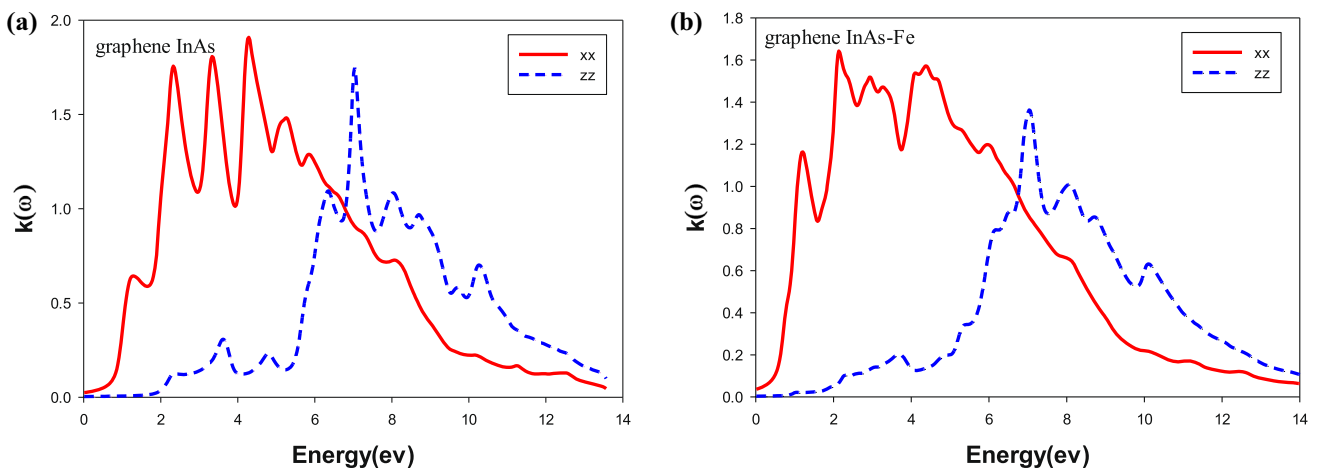 (a)
graphene InAs
xx
zz
2.0
1.5
1.0
0.5
0.0
k(ω)
0 2 4 6 8 10 12 14
Energy(ev)
(b)
graphene InAs-Fe
xx
zz
1.8
1.6
1.4
1.2
1.0
0.8
0.6
0.4
0.2
0.0
k(ω)
0 2 4 6 8 10 12 14
Energy(ev)